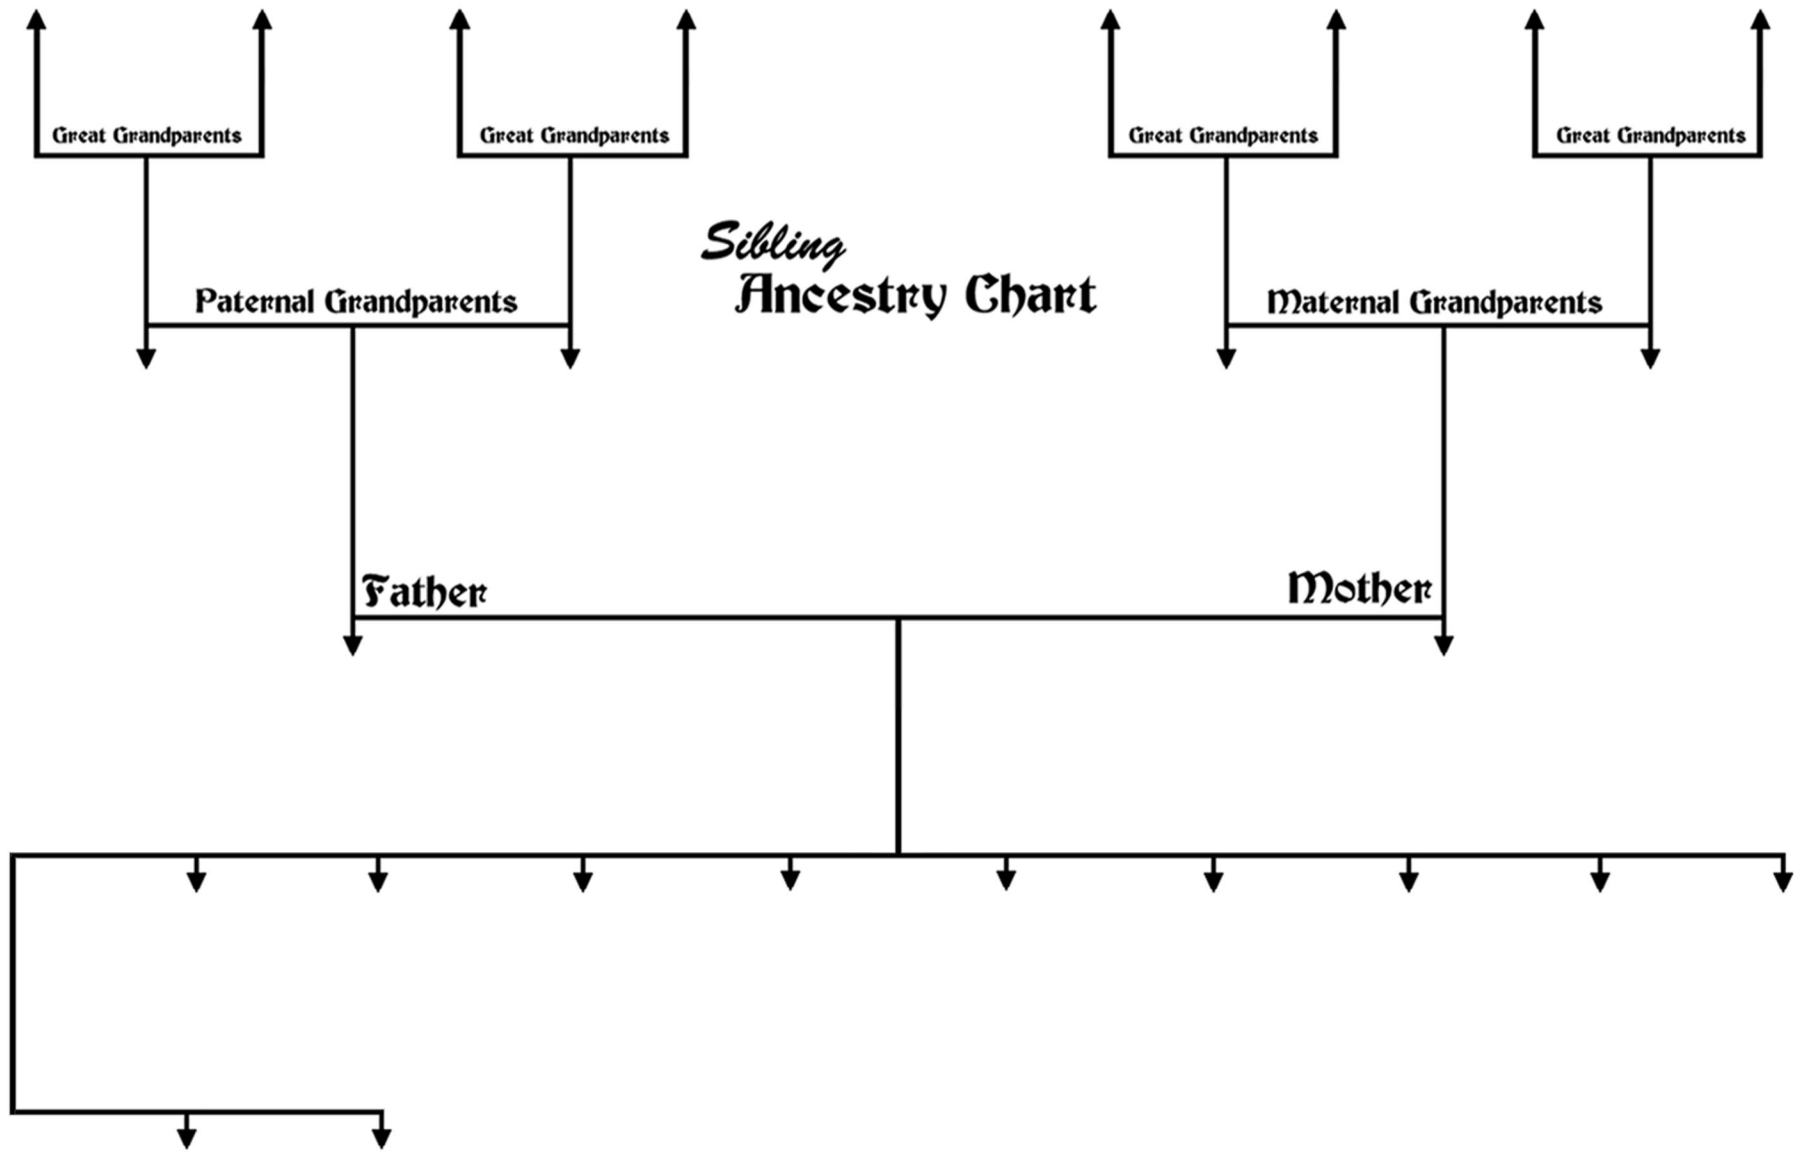 Great Grandparents
Great Grandparents
Great Grandparents
Great Grandparents
Sibling
Ancestry Chart
Paternal Grandparents
Maternal Grandparents
Father
Mother